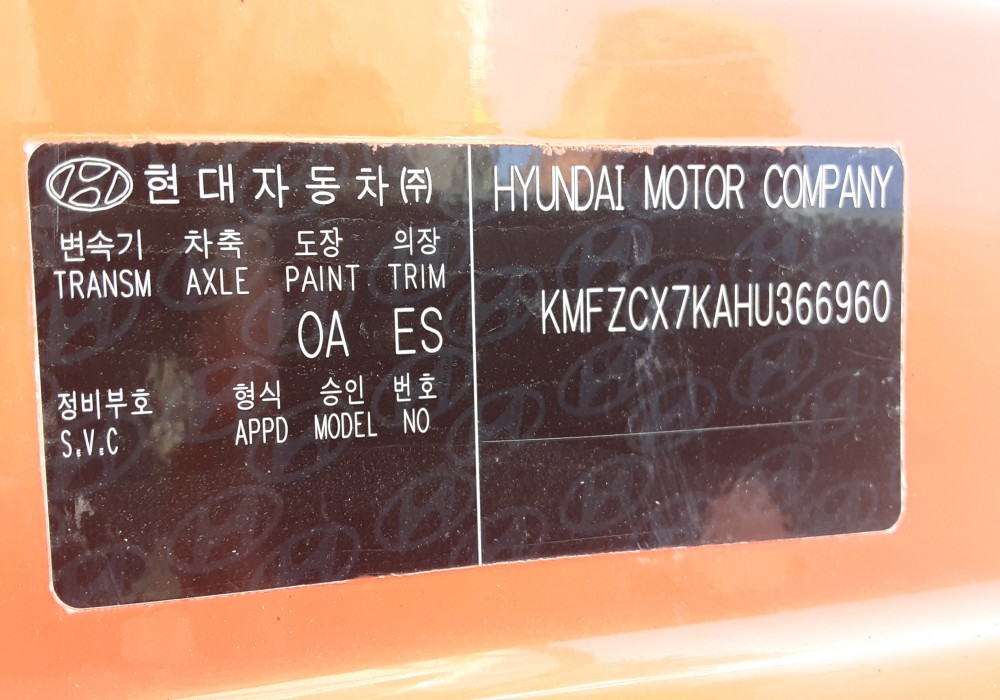 현대자동차(주)
변속기 차축 도장 의장
TRANSM AXLE PAINT TRIM
OA ES
정비부호 형식 승인 번호
S.V.C APPD MODEL NO
HYUNDAI MOTOR COMPANY
KMFZCX7KAHU366960